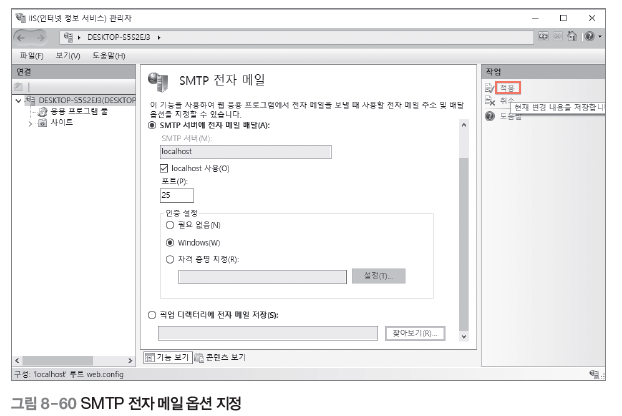 IIS(인터넷 정보 서비스) 관리자
DESKTOP-S5S2EJ3
파일(F) 보기(V) 도움말(H)
연결
DESKTOP-S5S2EJ3(DESKTOP
응용 프로그램 풀
사이트
SMTP 전자 메일
이 기능을 사용하여 웹 응용 프로그램에서 전자 메일을 보낼 때 사용할 전자 메일 주소 및 배달
옵션을 지정할 수 있습니다.
SMTP 서버에 전자 메일 배달(A):
SMTP 서버(M):
localhost
localhost 사용(O)
포트(P):
25
인증 설정
필요 없음(N)
Windows(W)
자격 증명 지정(R):
설정(T)...
픽업 디렉터리에 전자 메일 저장(S):
찾아보기(R)...
기능 보기 콘텐츠 보기
작업
적용
취소
현재 변경 내용을 저장합니
도움말
구성: 'localhost' 루트 web.config
그림 8-60 SMTP 전자 메일 옵션 지정